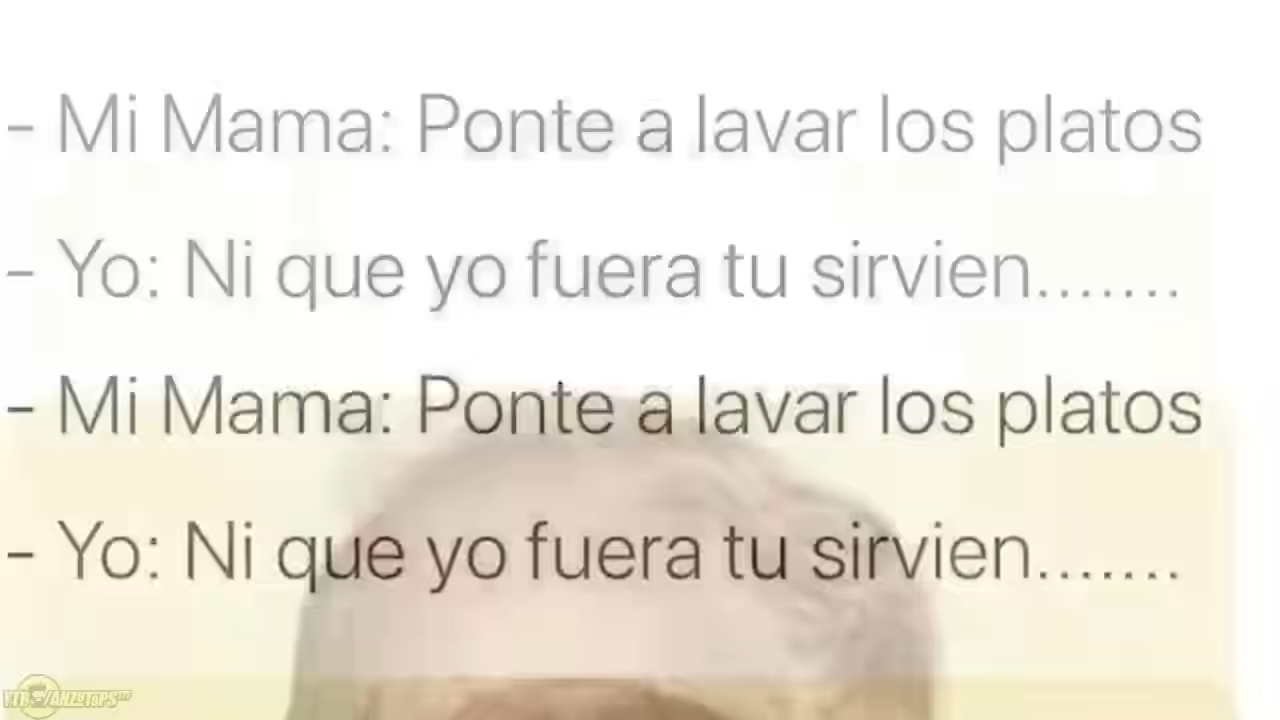 - Mi Mama: Ponte a lavar los platos
- Yo: Ni que yo fuera tu sirvien.......
- Mi Mama: Ponte a lavar los platos
- Yo: Ni que yo fuera tu sirvien.......